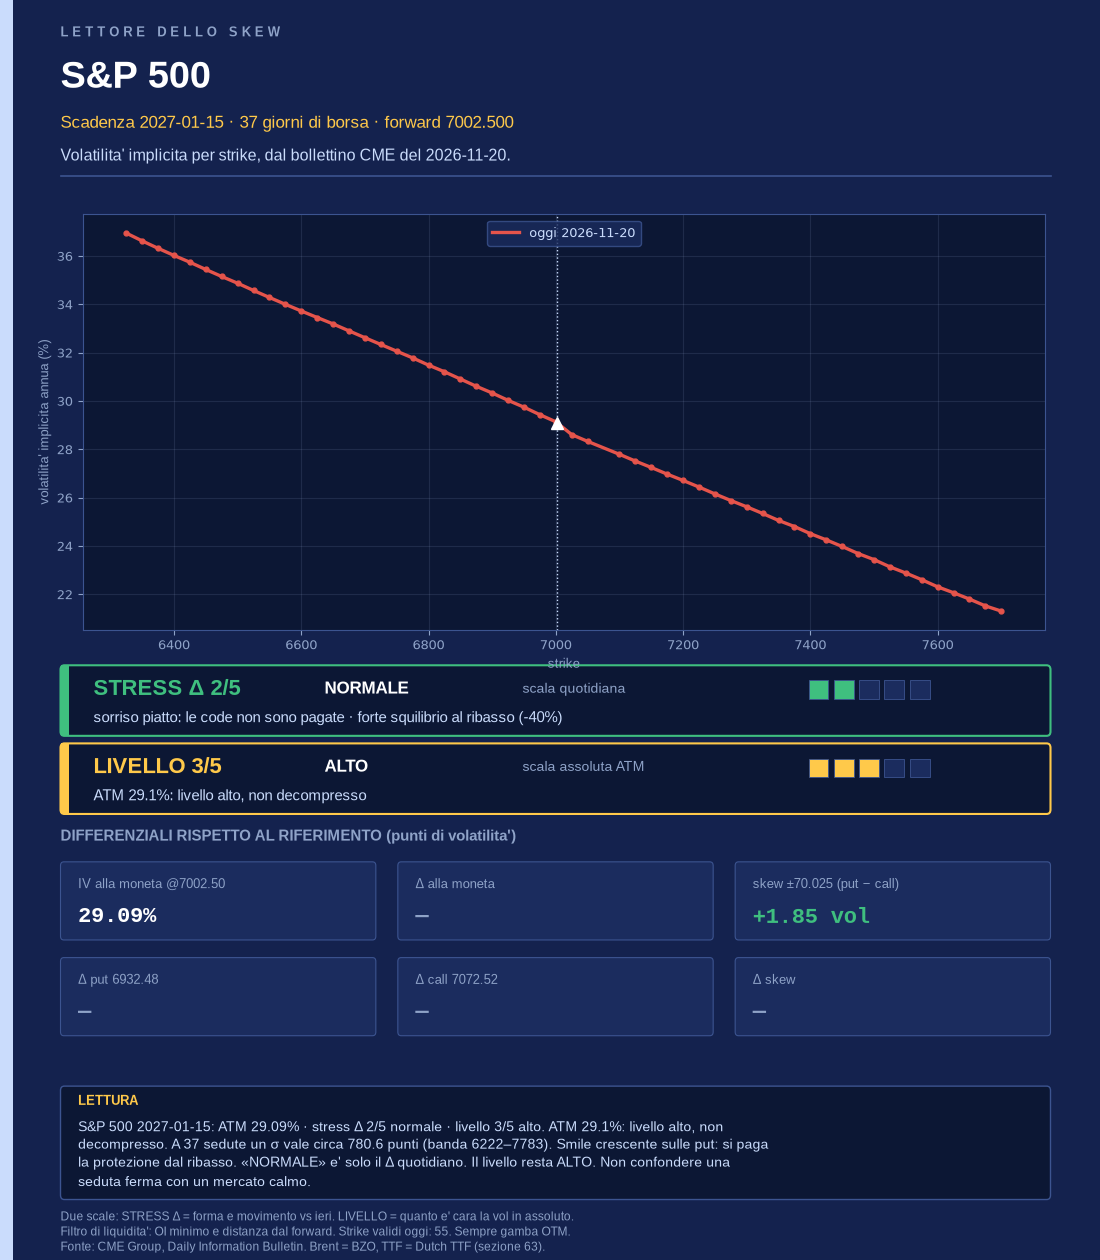 LETTORE DELLO SKEW
S&P 500
Scadenza 2027-01-15 · 37 giorni di borsa · forward 7002.500
Volatilita' implicita per strike, dal bollettino CME del 2026-11-20.
oggi 2026-11-20
volatilita' implicita annua (%)
36
34
32
30
28
26
24
22
6400 6600 6800 7000 7200 7400 7600
strike
STRESS Δ 2/5 NORMALE scala quotidiana
sorriso piatto: le code non sono pagate · forte squilibrio al ribasso (-40%)
LIVELLO 3/5 ALTO scala assoluta ATM
ATM 29.1%: livello alto, non decompresso
DIFFERENZIALI RISPETTO AL RIFERIMENTO (punti di volatilita')
IV alla moneta @7002.50
29.09%
Δ alla moneta
—
skew ±70.025 (put − call)
+1.85 vol
Δ put 6932.48
—
Δ call 7072.52
—
Δ skew
—
LETTURA
S&P 500 2027-01-15: ATM 29.09% · stress Δ 2/5 normale · livello 3/5 alto. ATM 29.1%: livello alto, non
decompresso. A 37 sedute un σ vale circa 780.6 punti (banda 6222–7783). Smile crescente sulle put: si paga
la protezione dal ribasso. «NORMALE» e' solo il Δ quotidiano. Il livello resta ALTO. Non confondere una
seduta ferma con un mercato calmo.
Due scale: STRESS Δ = forma e movimento vs ieri. LIVELLO = quanto e' cara la vol in assoluto.
Filtro di liquidita': OI minimo e distanza dal forward. Strike validi oggi: 55. Sempre gamba OTM.
Fonte: CME Group, Daily Information Bulletin. Brent = BZO, TTF = Dutch TTF (sezione 63).